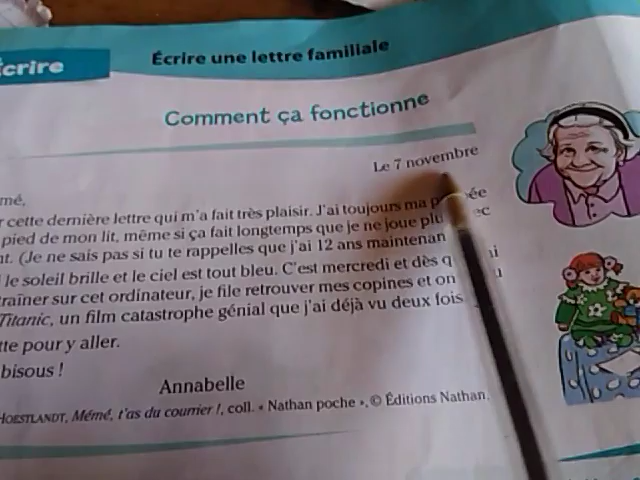 Écrire
Écrire une lettre familiale
Comment ça fonctionne
Le 7 novembre
mé,
cette dernière lettre qui m'a fait très plaisir. J'ai toujours ma
pied de mon lit, même si ça fait longtemps que je ne joue
(Je ne sais pas si tu te rappelles que j'ai 12 ans
le soleil brille et le ciel est tout bleu. C'est mercredi et dès
traîner sur cet ordinateur, je file retrouver mes copines et on
Titanic, un film catastrophe génial que j'ai déjà vu deux fois
pour y aller.
bisous !
Annabelle
HOESTLANDT, Mémé, t'as du courrier !, coll. « Nathan poche », © Éditions Nathan.